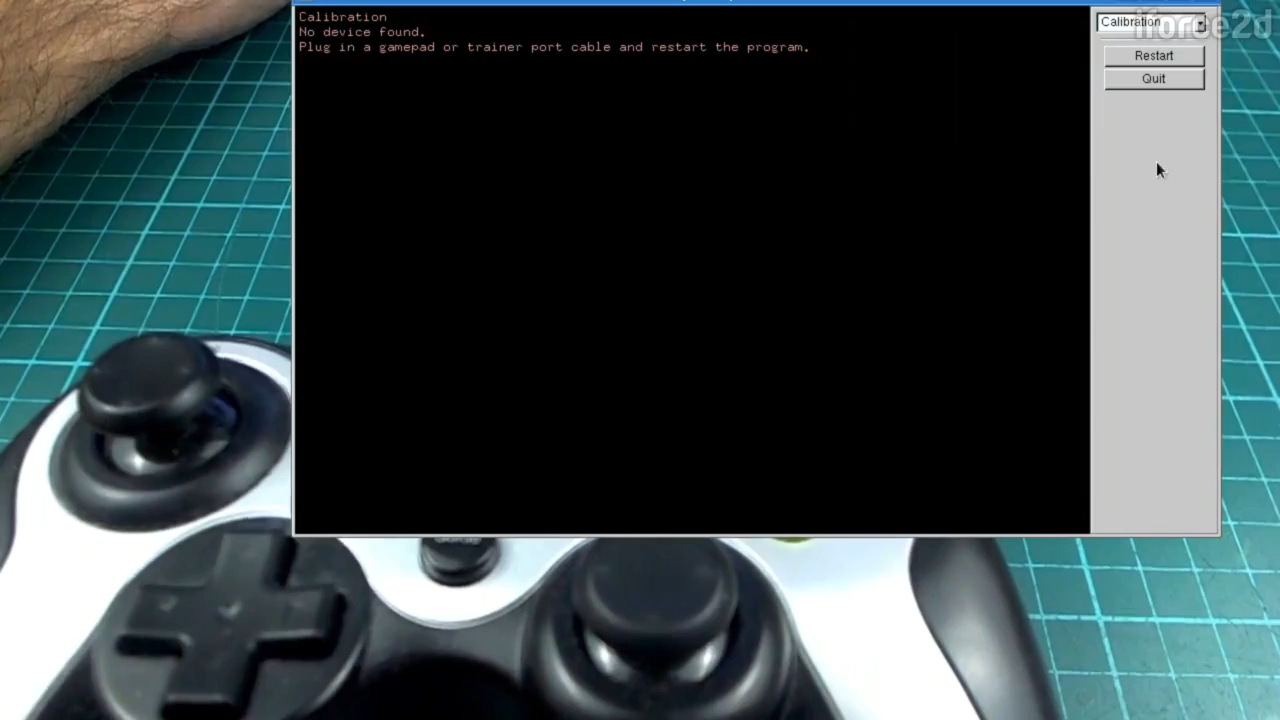 Calibration
No device found.
Plug in a gamepad or trainer port cable and restart the program.
Calibration
iforce2d
Restart
Quit